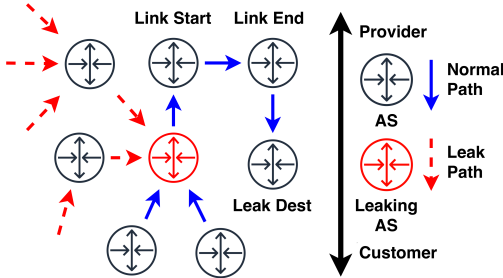 Link Start
Link End
Leak Dest
Provider
AS
Normal
Path
Leaking
AS
Leak
Path
Customer